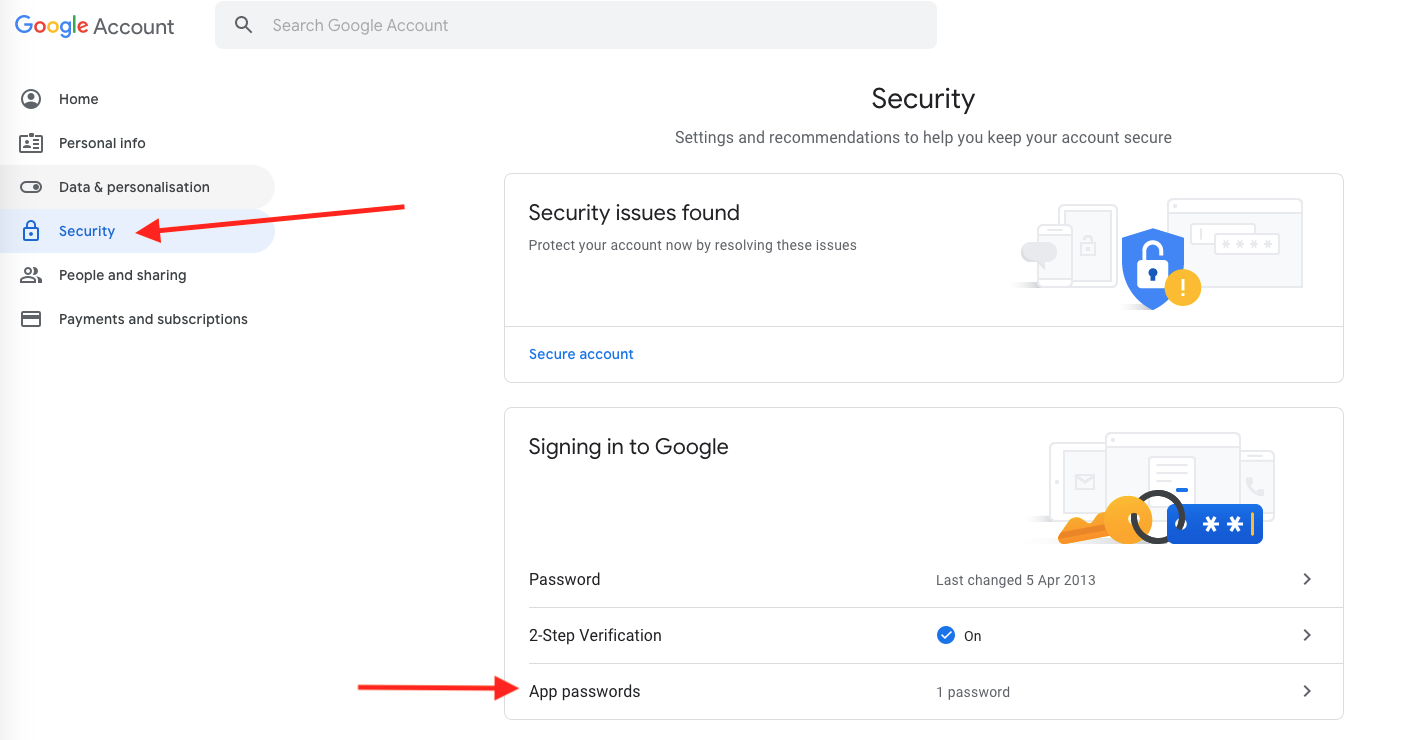 Google Account
Search Google Account
Home
Personal info
Data & personalisation
Security
People and sharing
Payments and subscriptions
Security
Settings and recommendations to help you keep your account secure
Security issues found
Protect your account now by resolving these issues
Secure account
Signing in to Google
Password Last changed 5 Apr 2013
2-Step Verification On
App passwords 1 password